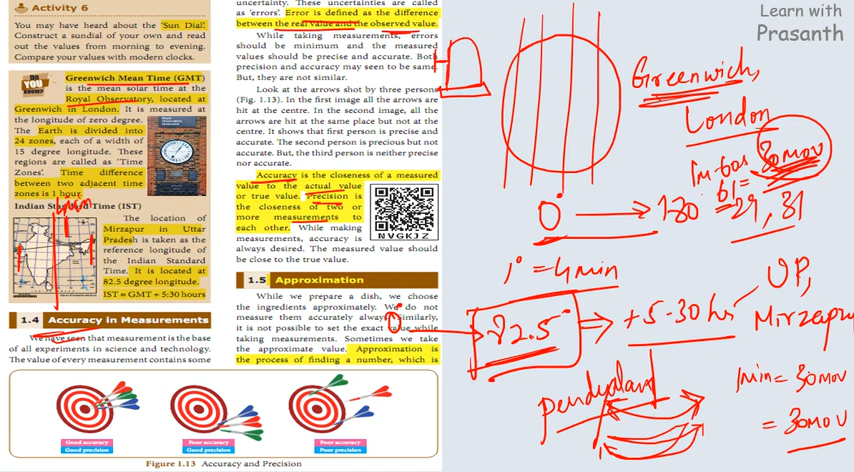 Activity 6
You may have heard about the 'Sun Dial'.
Construct a sundial of your own and read
out the values from morning to evening.
Compare your values with modern clocks.
DO YOU KNOW?
Greenwich Mean Time (GMT)
is the mean solar time at the
Royal Observatory, located at
Greenwich in London. It is measured at
the longitude of zero degree.
The Earth is divided into
24 zones, each of a width of
15 degree longitude. These
regions are called as 'Time
Zones'. Time difference
between two adjacent time
zones is 1 hour.
Indian Standard Time (IST)
4min
The location of
Mirzapur in Uttar
Pradesh is taken as the
reference longitude of
the Indian Standard
Time. It is located at
82.5 degree longitude.
IST = GMT + 5:30 hours
1.4 Accuracy in Measurements
We have seen that measurement is the base
of all experiments in science and technology.
The value of every measurement contains some
uncertainty. These uncertainties are called
as 'errors'. Error is defined as the difference
between the real value and the observed value.
While taking measurements, errors
should be minimum and the measured
values should be precise and accurate. Both
precision and accuracy may seen to be same.
But, they are not similar.
Look at the arrows shot by three persons
(Fig. 1.13). In the first image all the arrows are
hit at the centre. In the second image, all the
arrows are hit at the same place but not at the
centre. It shows that first person is precise and
accurate. The second person is precious but not
accurate. But, the third person is neither precise
nor accurate.
Accuracy is the closeness of a measured
value to the actual value
or true value. Precision is
the closeness of two or
more measurements to
each other. While making
measurements, accuracy is
always desired. The measured value should
be close to the true value.
NVGKJZ
1.5 Approximation
While we prepare a dish, we choose
the ingredients approximately. We do not
measure them accurately always. Similarly,
it is not possible to set the exact value while
taking measurements. Sometimes we take
the approximate value. Approximation is
the process of finding a number, which is
Good accuracy
Good precision
Poor accuracy
Good precision
Poor accuracy
Poor precision
Figure 1.13 Accuracy and Precision
Learn with
Prasanth
Greenwich,
London
30mov
0° → 180
29, 31
1° = 4min
UP,
0° 82.5° ⇒ +5-30 hrs
Mirzapur
1min = 30mov
= 30mov